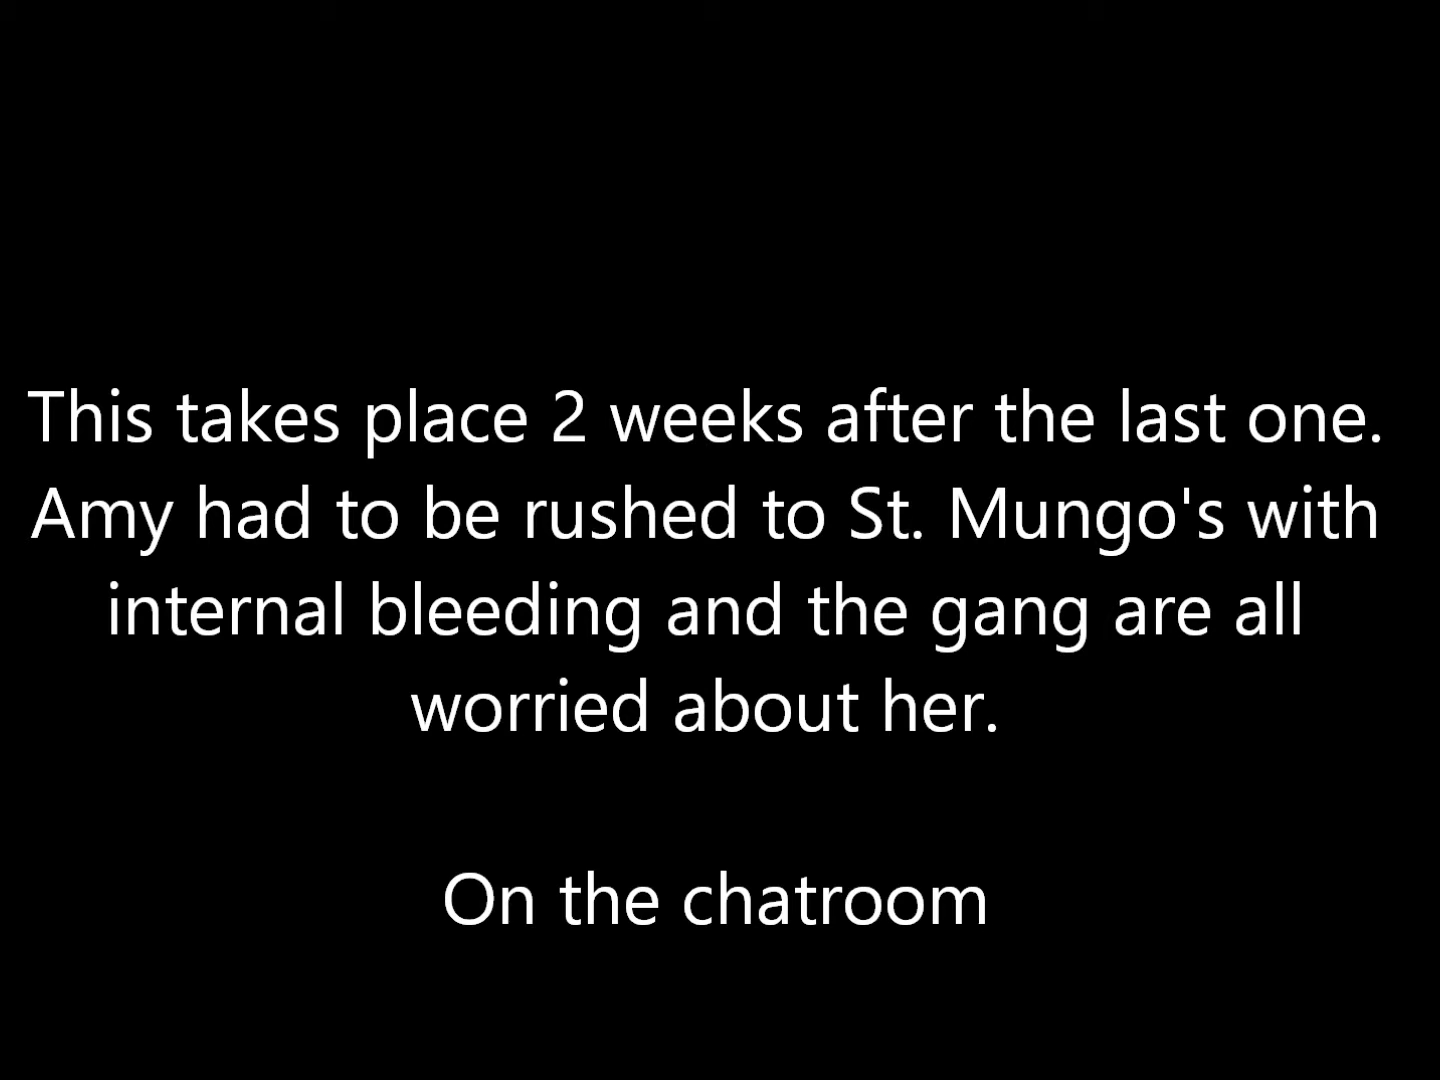 This takes place 2 weeks after the last one.
Amy had to be rushed to St. Mungo's with
internal bleeding and the gang are all
worried about her.
On the chatroom